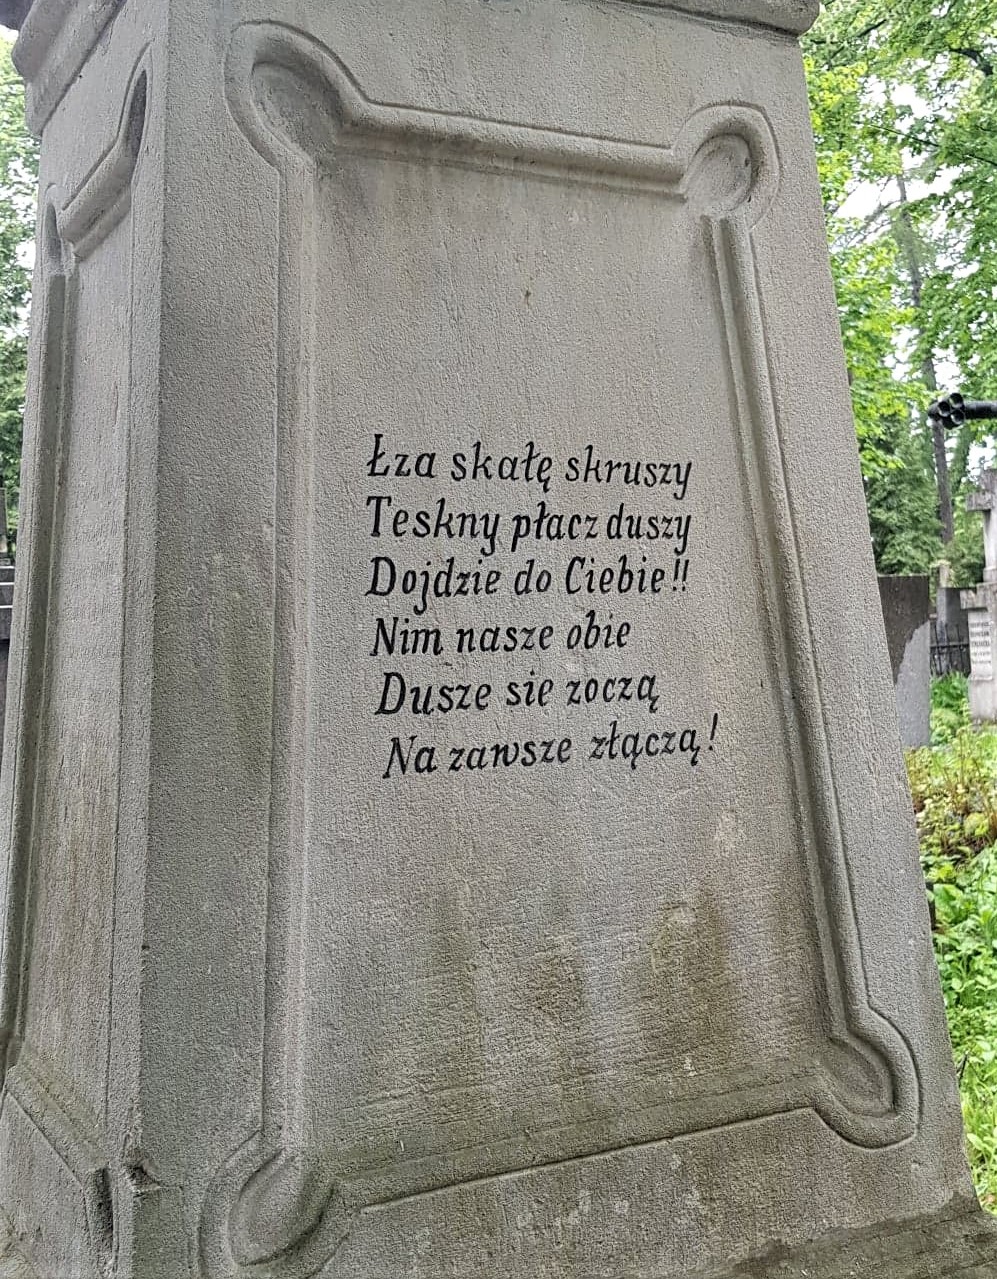 Łza skałę skruszy
Teskny płacz duszy
Dojdzie do Ciebie!!
Nim nasze obie
Dusze sie zoczą
Na zawsze złączą!